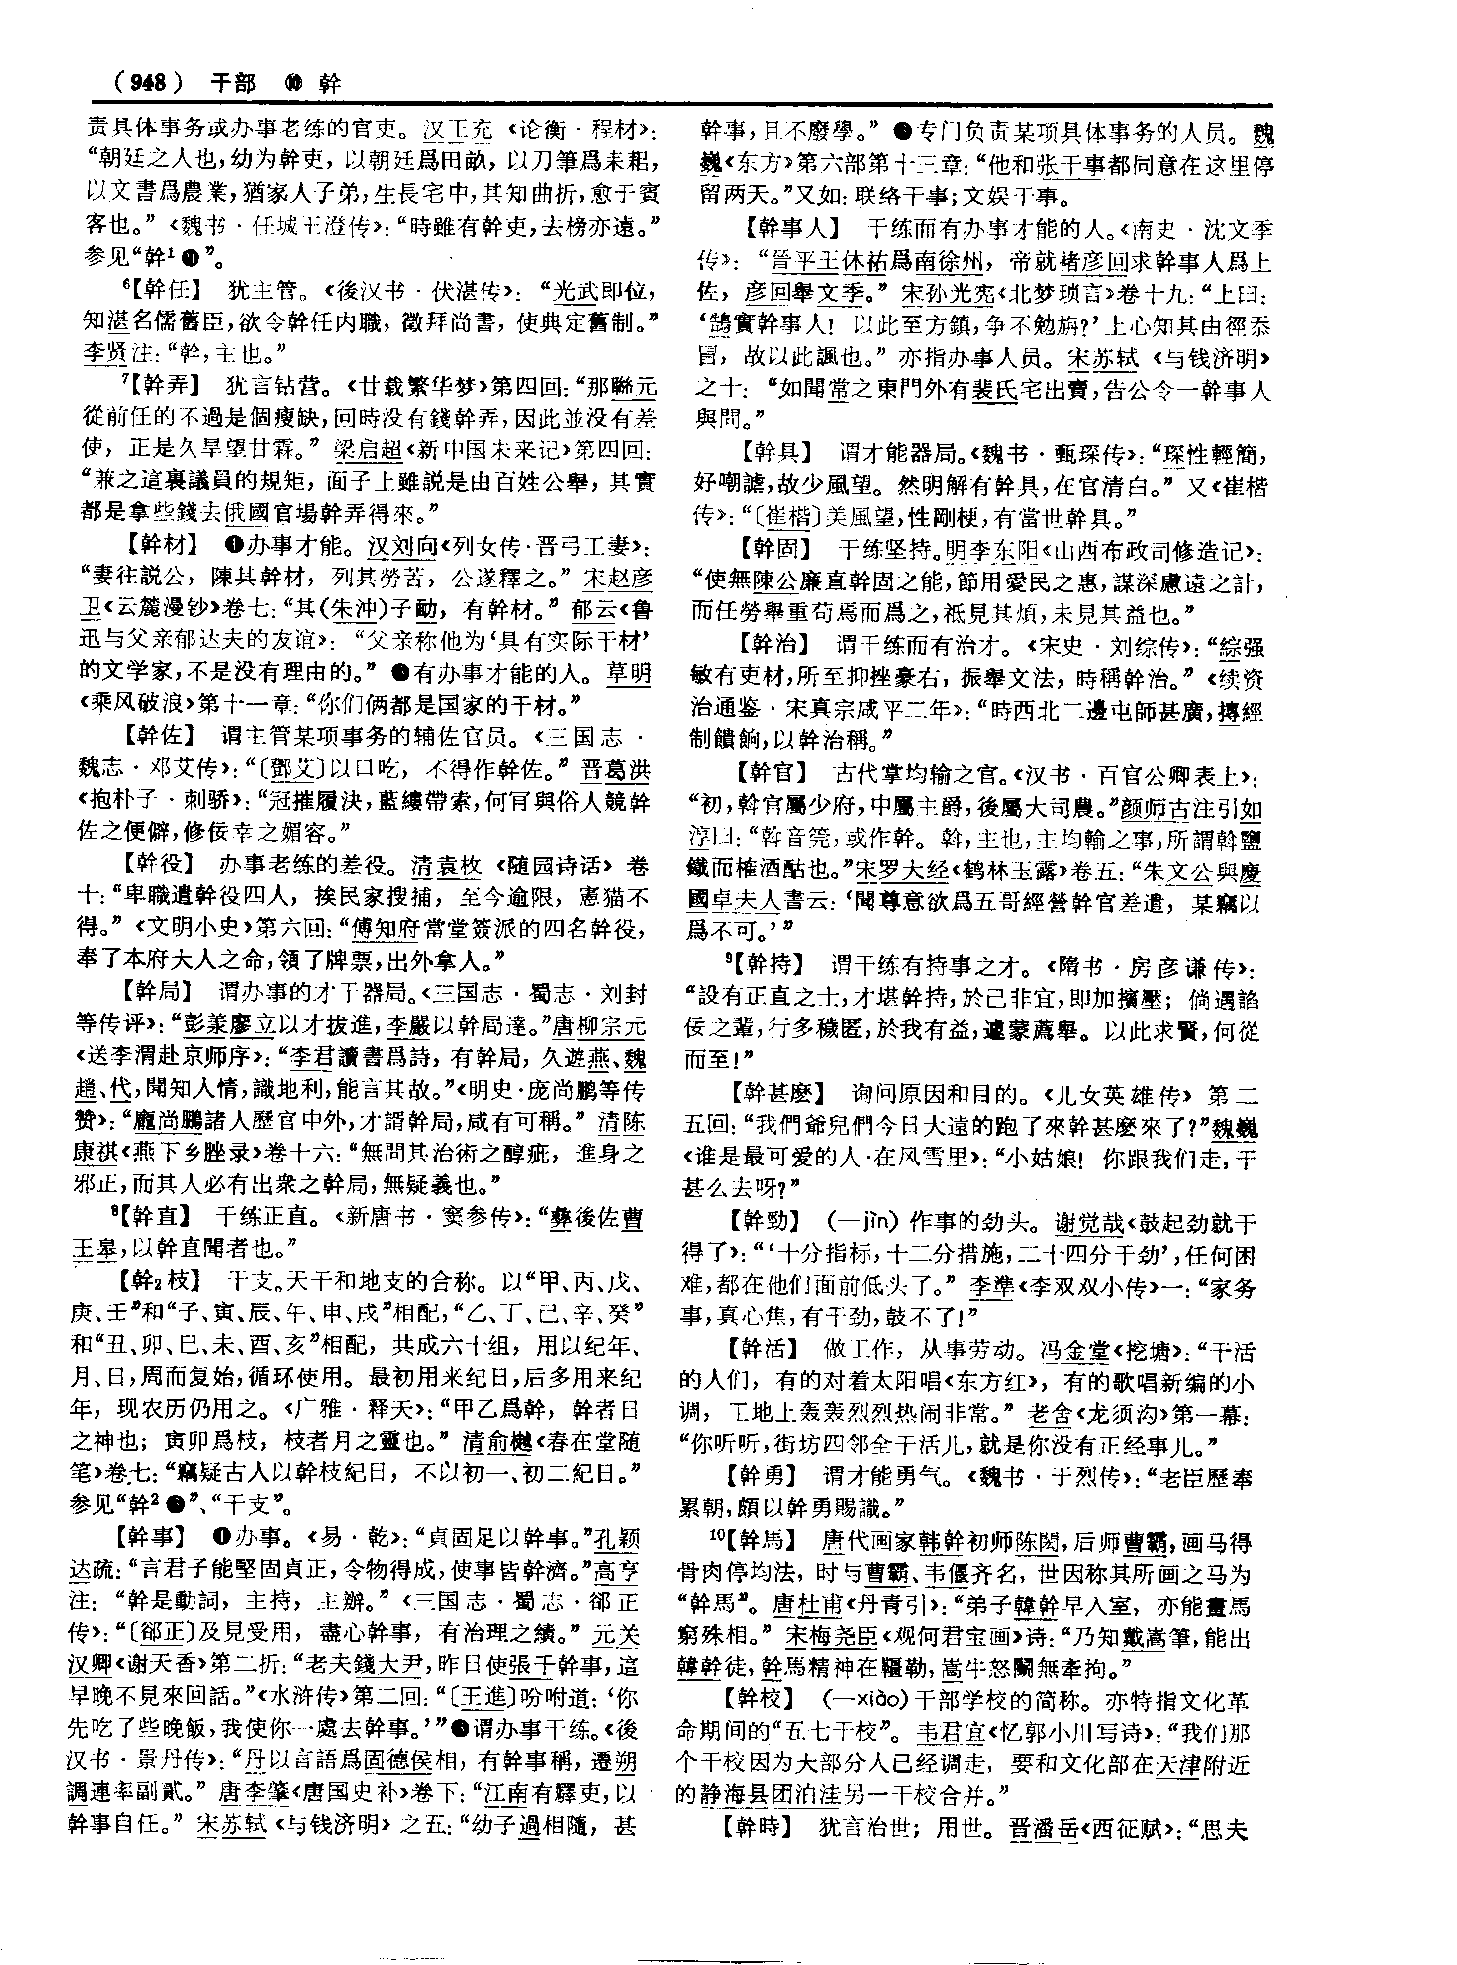 （948） 干部 ⑩ 幹
责具体事务或办事老练的官吏。汉王充《论衡·程材》：
“朝廷之人也，幼为幹吏，以朝廷爲田畝，以刀筆爲耒耜，
以文書爲農業，猶家人子弟，生長宅中，其知曲折，愈于賓
客也。”《魏书·任城王澄传》：“時雖有幹吏，去榜亦遠。”
参见“幹¹⓫”。
⁶【幹任】 犹主管。《後汉书·伏湛传》：“光武即位，
知湛名儒舊臣，欲令幹任内職，徵拜尚書，使典定舊制。”
李贤注：“幹，主也。”
⁷【幹弄】 犹言钻营。《廿载繁华梦》第四回：“那聯元
從前任的不過是個瘦缺，回時没有錢幹弄，因此並没有差
使，正是久旱望甘霖。”梁启超《新中国未来记》第四回：
“兼之這裏議員的規矩，面子上雖説是由百姓公舉，其實
都是拿些錢去俄國官場幹弄得來。”
【幹材】 ❶办事才能。汉刘向《列女传·晋弓工妻》：
“妻往説公，陳其幹材，列其勞苦，公遂釋之。”宋赵彦
卫《云麓漫钞》卷七：“其（朱冲）子勔，有幹材。”郁云《鲁
迅与父亲郁达夫的友谊》：“父亲称他为‘具有实际干材’
的文学家，不是没有理由的。”❷有办事才能的人。草明
《乘风破浪》第十一章：“你们俩都是国家的干材。”
【幹佐】 谓主管某项事务的辅佐官员。《三国志·
魏志·邓艾传》：“〔鄧艾〕以口吃，不得作幹佐。”晋葛洪
《抱朴子·刺骄》：“冠摧履決，藍縷帶索，何肯與俗人競幹
佐之便僻，修佞幸之媚容。”
【幹役】 办事老练的差役。清袁枚《随园诗话》卷
十：“卑職遣幹役四人，挨民家搜捕，至今逾限，憲猫不
得。”《文明小史》第六回：“傅知府當堂簽派的四名幹役，
奉了本府大人之命，領了牌票，出外拿人。”
【幹局】 谓办事的才干器局。《三国志·蜀志·刘封
等传评》：“彭羕廖立以才拔進，李嚴以幹局達。”唐柳宗元
《送李渭赴京师序》：“李君讀書爲詩，有幹局，久遊燕、魏
趙、代，聞知人情，識地利，能言其故。”《明史·庞尚鹏等传
赞》：“龐尚鵬諸人歷官中外，才諝幹局，咸有可稱。”清陈
康祺《燕下乡脞录》卷十六：“無問其治術之醇疵，進身之
邪正，而其人必有出衆之幹局，無疑義也。”
⁸【幹直】 干练正直。《新唐书·窦参传》：“彝後佐曹
王皋，以幹直聞者也。”
【幹₂枝】 干支。天干和地支的合称。以“甲、丙、戊、
庚、壬”和“子、寅、辰、午、申、戌”相配，“乙、丁、己、辛、癸”
和“丑、卯、巳、未、酉、亥”相配，共成六十组，用以纪年、
月、日，周而复始，循环使用。最初用来纪日，后多用来纪
年，现农历仍用之。《广雅·释天》：“甲乙爲幹，幹者日
之神也；寅卯爲枝，枝者月之靈也。”清俞樾《春在堂随
笔》卷七：“竊疑古人以幹枝紀日，不以初一、初二紀日。”
参见“幹²❸”、“干支”。
【幹事】 ❶办事。《易·乾》：“貞固足以幹事。”孔颖
达疏：“言君子能堅固貞正，令物得成，使事皆幹濟。”高亨
注：“幹是動詞，主持，主辦。”《三国志·蜀志·郤正
传》：“〔郤正〕及見受用，盡心幹事，有治理之績。”元关
汉卿《谢天香》第二折：“老夫錢大尹，昨日使張千幹事，這
早晚不見來回話。”《水浒传》第二回：“〔王進〕吩咐道：‘你
先吃了些晚飯，我使你一處去幹事。’”❷谓办事干练。《後
汉书·景丹传》：“丹以言語爲固德侯相，有幹事稱，遷朔
調連率副貳。”唐李肇《唐国史补》卷下：“江南有驛吏，以
幹事自任。”宋苏轼《与钱济明》之五：“幼子過相隨，甚
幹事，且不廢學。”❸专门负责某项具体事务的人员。魏
巍《东方》第六部第十三章：“他和张干事都同意在这里停
留两天。”又如：联络干事；文娱干事。
【幹事人】 干练而有办事才能的人。《南史·沈文季
传》：“晉平王休祐爲南徐州，帝就褚彦回求幹事人爲上
佐，彦回舉文季。”宋孙光宪《北梦琐言》卷十九：“上曰：
‘鵠實幹事人！以此至方鎮，争不勉旃？’上心知其由徑忝
冒，故以此諷也。”亦指办事人员。宋苏轼《与钱济明》
之十：“如聞常之東門外有裴氏宅出賣，告公令一幹事人
與問。”
【幹具】 谓才能器局。《魏书·甄琛传》：“琛性輕簡，
好嘲謔，故少風望。然明解有幹具，在官清白。”又《崔楷
传》：“〔崔楷〕美風望，性剛梗，有當世幹具。”
【幹固】 干练坚持。明李东阳《山西布政司修造记》：
“使無陳公廉直幹固之能，節用愛民之惠，謀深慮遠之計，
而任勞舉重苟焉而爲之，祗見其煩，未見其益也。”
【幹治】 谓干练而有治才。《宋史·刘综传》：“綜强
敏有吏材，所至抑挫豪右，振舉文法，時稱幹治。”《续资
治通鉴·宋真宗咸平二年》：“時西北二邊屯師甚廣，摶經
制饋餉，以幹治稱。”
【幹官】 古代掌均输之官。《汉书·百官公卿表上》：
“初，斡官屬少府，中屬主爵，後屬大司農。”颜师古注引如
淳曰：“斡音筦，或作幹。斡，主也，主均輸之事，所謂斡鹽
鐵而榷酒酤也。”宋罗大经《鹤林玉露》卷五：“朱文公與慶
國卓夫人書云：‘聞尊意欲爲五哥經營幹官差遣，某竊以
爲不可。’”
⁹【幹持】 谓干练有持事之才。《隋书·房彦谦传》：
“設有正直之士，才堪幹持，於己非宜，即加擯壓；倘遇諂
佞之輩，行多穢匿，於我有益，遽蒙薦舉。以此求賢，何從
而至！”
【幹甚麽】 询问原因和目的。《儿女英雄传》第二
五回：“我們爺兒們今日大遠的跑了來幹甚麽來了？”魏巍
《谁是最可爱的人·在风雪里》：“小姑娘！你跟我们走，干
甚么去呀？”
【幹勁】 （—jìn）作事的劲头。谢觉哉《鼓起劲就干
得了》：“‘十分指标，十二分措施，二十四分干劲’，任何困
难，都在他们面前低头了。”李準《李双双小传》一：“家务
事，真心焦，有干劲，鼓不了！”
【幹活】 做工作，从事劳动。冯金堂《挖塘》：“干活
的人们，有的对着太阳唱《东方红》，有的歌唱新编的小
调，工地上轰轰烈烈热闹非常。”老舍《龙须沟》第一幕：
“你听听，街坊四邻全干活儿，就是你没有正经事儿。”
【幹勇】 谓才能勇气。《魏书·于烈传》：“老臣歷奉
累朝，頗以幹勇賜識。”
¹⁰【幹馬】 唐代画家韩幹初师陈闳，后师曹霸，画马得
骨肉停均法，时与曹霸、韦偃齐名，世因称其所画之马为
“幹馬”。唐杜甫《丹青引》：“弟子韓幹早入室，亦能畫馬
窮殊相。”宋梅尧臣《观何君宝画》诗：“乃知戴嵩筆，能出
韓幹徒，幹馬精神在韁勒，嵩牛怒鬭無牽拘。”
【幹校】 （—xiào）干部学校的简称。亦特指文化革
命期间的“五七干校”。韦君宜《忆郭小川写诗》：“我们那
个干校因为大部分人已经调走，要和文化部在天津附近
的静海县团泊洼另一干校合并。”
【幹時】 犹言治世；用世。晋潘岳《西征赋》：“思夫